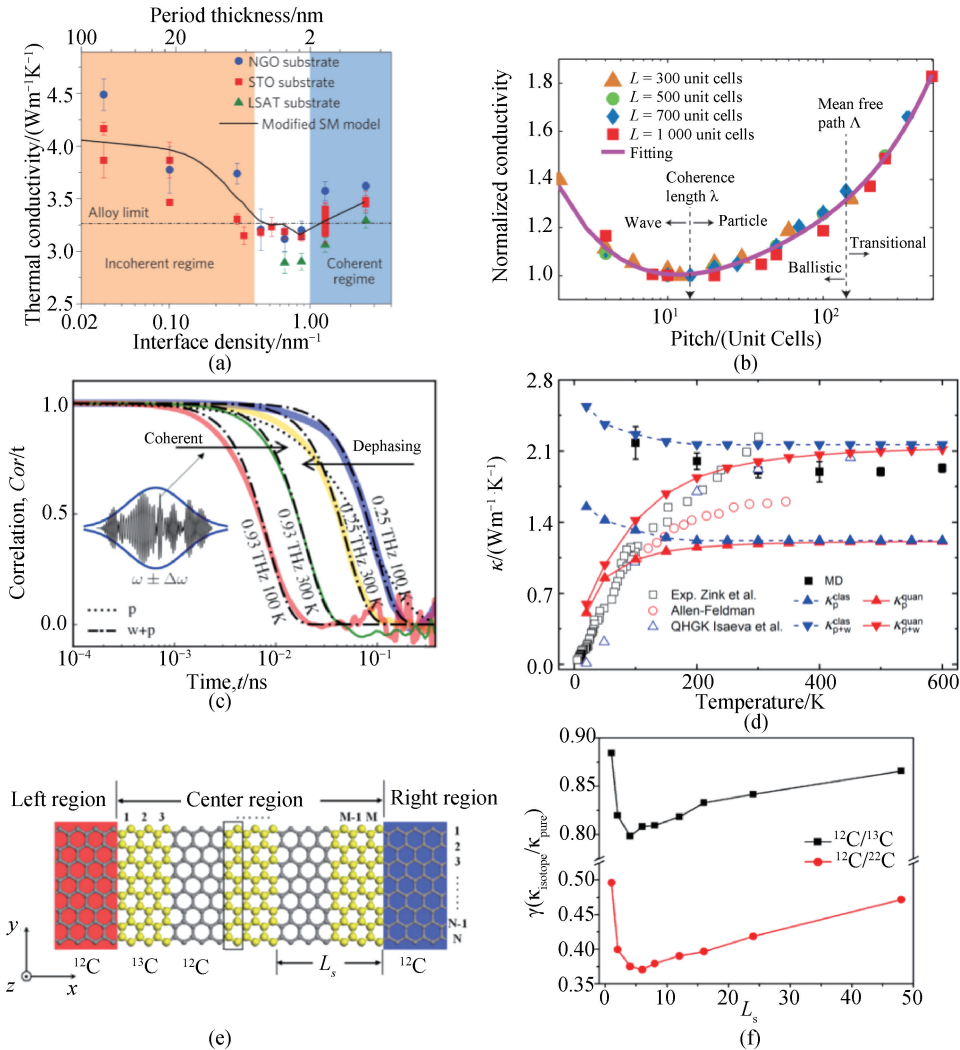 Period thickness/nm
100
20
2
NGO substrate
STO substrate
LSAT substrate
Modified SM model
Alloy limit
Incoherent regime
Coherent
regime
4.5
4.0
3.5
3.0
2.5
0.02
0.10
1.00
Thermal conductivity/(Wm⁻¹K⁻¹)
Interface density/nm⁻¹
(a)
L = 300 unit cells
L = 500 unit cells
L = 700 unit cells
L = 1 000 unit cells
Fitting
Mean free
path Λ
Coherence
length λ
Wave
Particle
Ballistic
Transitional
1.8
1.6
1.4
1.2
1.0
10¹
10²
Normalized conductivity
Pitch/(Unit Cells)
(b)
Coherent
Dephasing
0.93 THz 100 K
0.93 THz 300 K
0.25 THz 300 K
0.25 THz 100 K
ω ± Δω
p
w+p
1.0
0.5
0.0
10⁻⁴
10⁻³
10⁻²
10⁻¹
Correlation, Cor/t
Time,t/ns
(c)
2.8
2.1
1.4
0.7
0.0
0
200
400
600
κ/(Wm⁻¹·K⁻¹)
Exp. Zink et al.
Allen-Feldman
QHGK Isaeva et al.
MD
κ_p^clas
κ_p^quan
κ_p+w^clas
κ_p+w^quan
Temperature/K
(d)
Left region
Center region
Right region
1 2 3
M-1 M
1
2
3
N-1
N
y
z
x
¹²C
¹³C
¹²C
L_s
¹²C
(e)
0.90
0.85
0.80
0.50
0.45
0.40
0.35
0
10
20
30
40
50
γ(κ_isotope/κ_pure)
¹²C/¹³C
¹²C/²²C
L_s
(f)